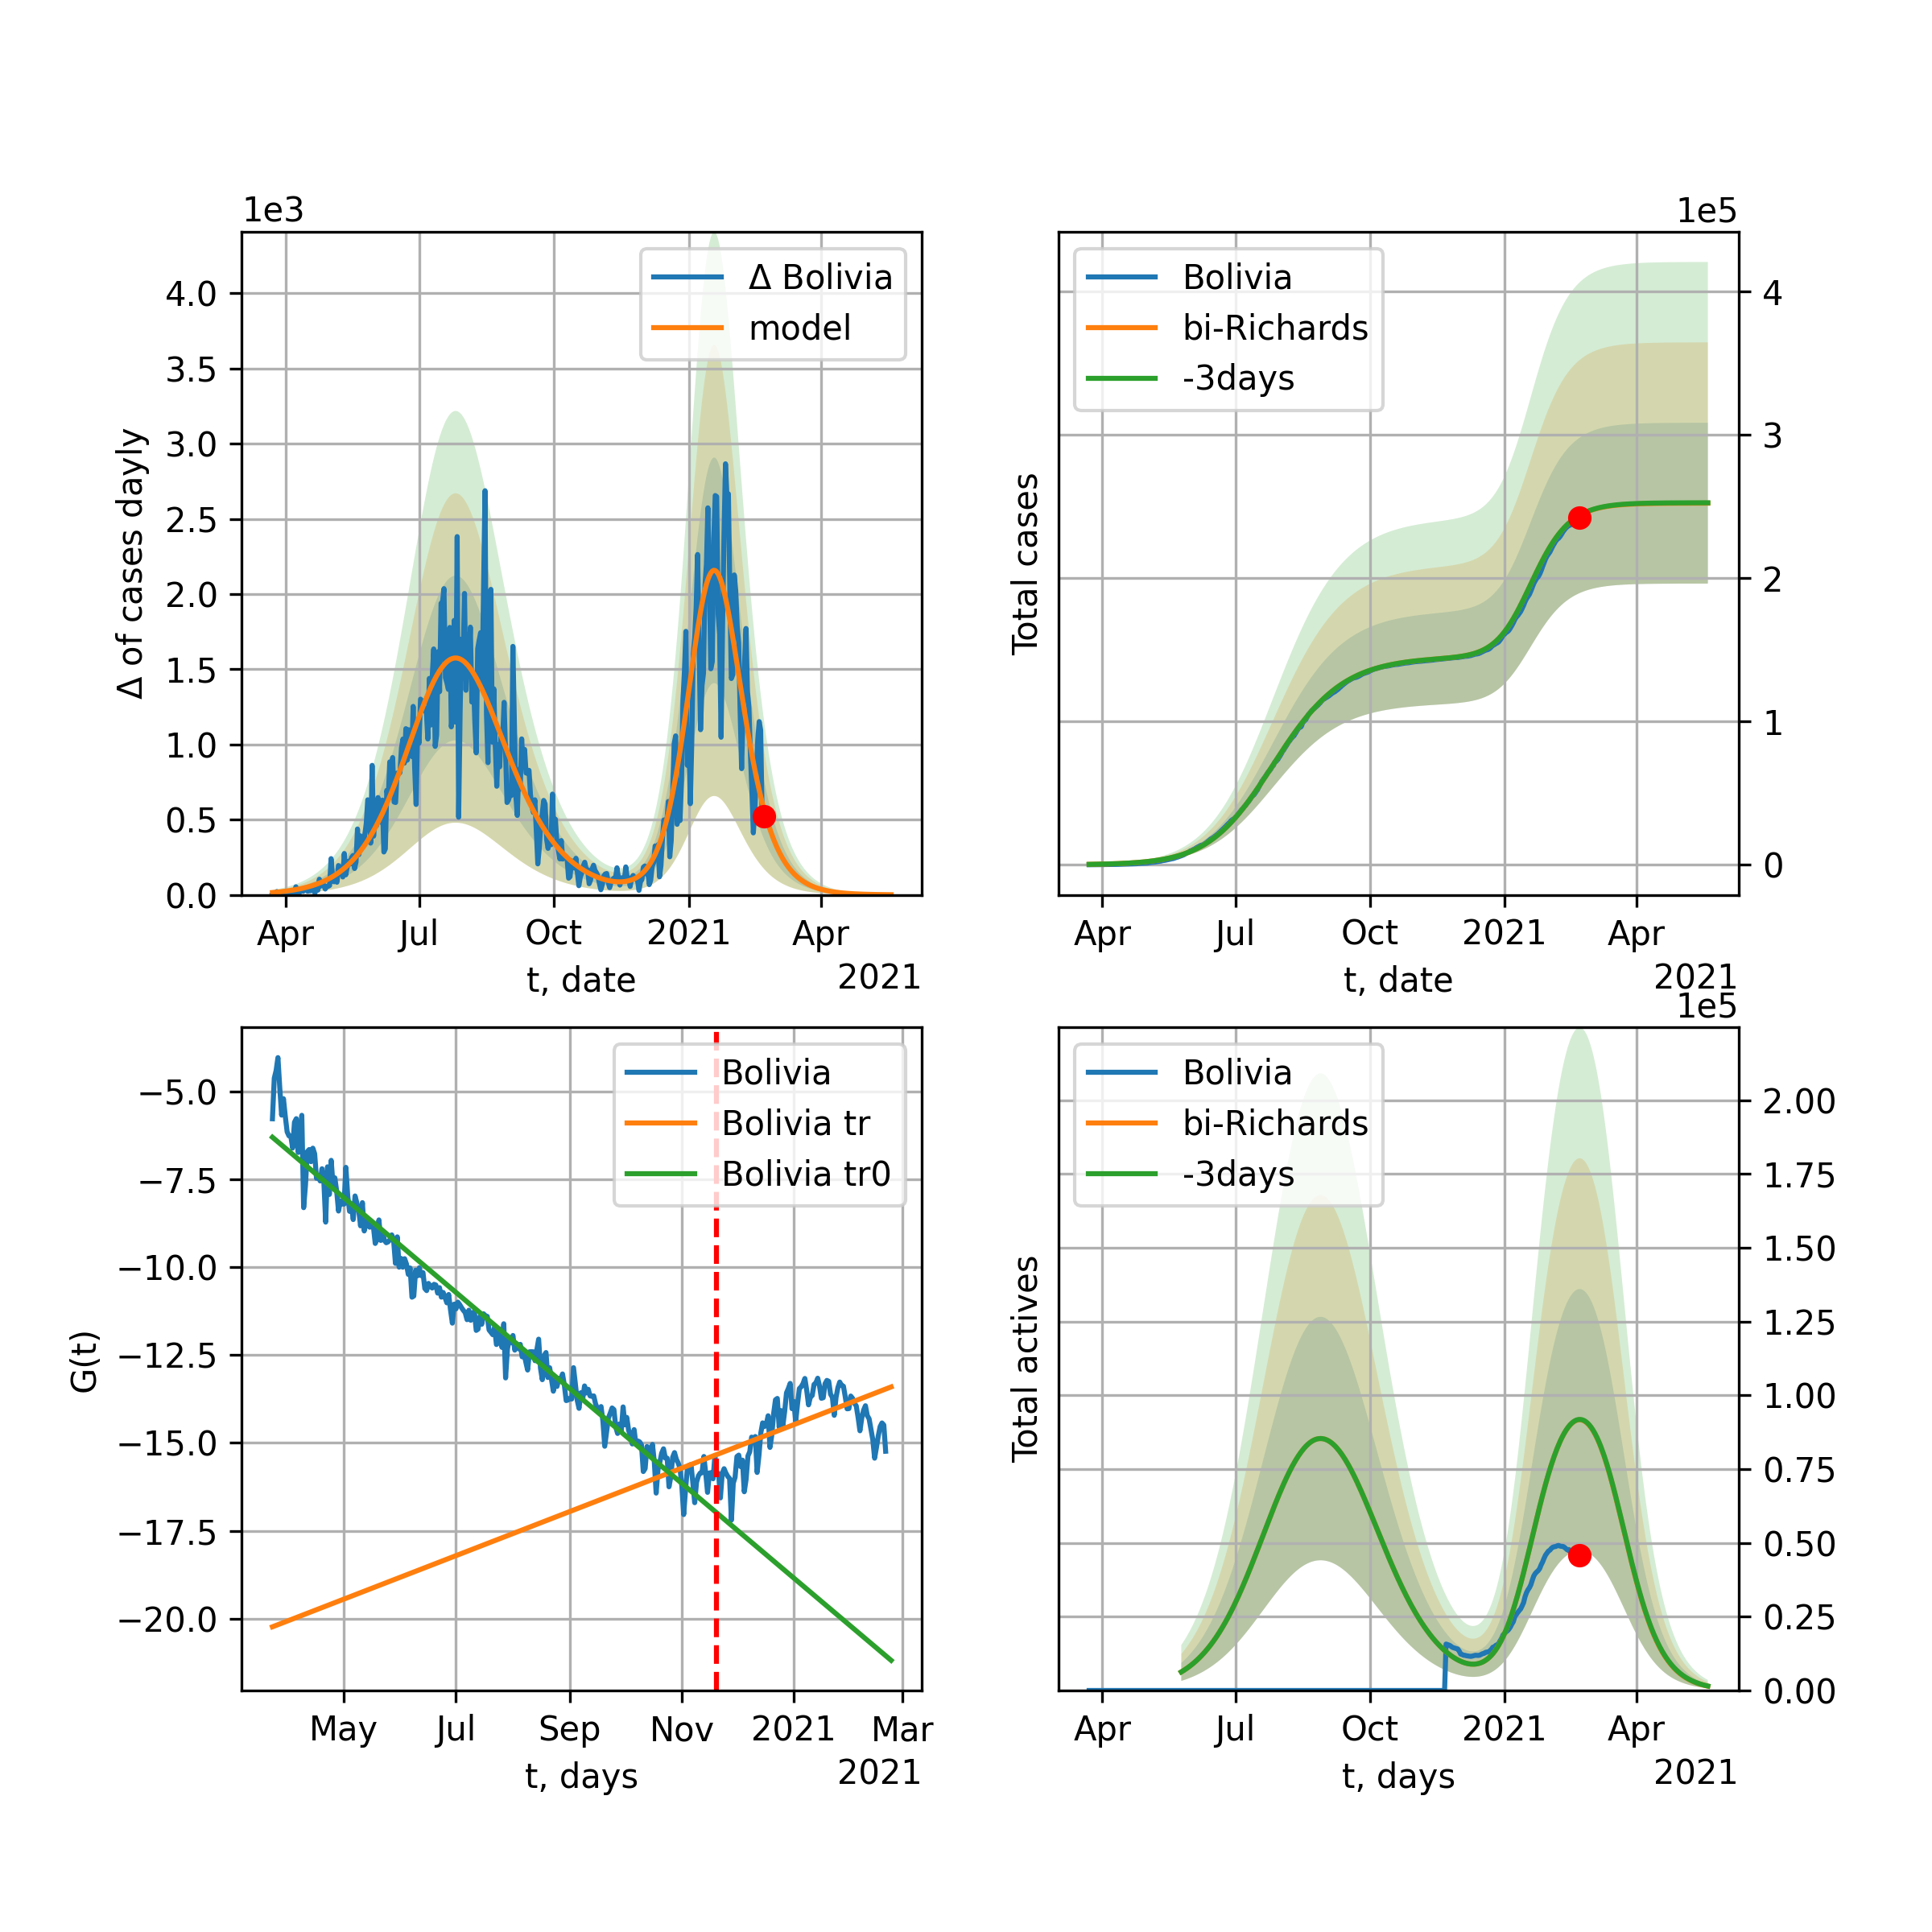 1e3
4.0
3.5
3.0
2.5
2.0
1.5
1.0
0.5
0.0
Δ of cases dayly
Δ Bolivia
model
Apr
Jul
Oct
2021
Apr
t, date
2021
1e5
Bolivia
bi-Richards
-3days
Total cases
4
3
2
1
0
Apr
Jul
Oct
2021
Apr
t, date
2021
−5.0
−7.5
−10.0
−12.5
−15.0
−17.5
−20.0
G(t)
Bolivia
Bolivia tr
Bolivia tr0
May
Jul
Sep
Nov
2021
Mar
t, days
2021
1e5
Bolivia
bi-Richards
-3days
Total actives
2.00
1.75
1.50
1.25
1.00
0.75
0.50
0.25
0.00
Apr
Jul
Oct
2021
Apr
t, days
2021